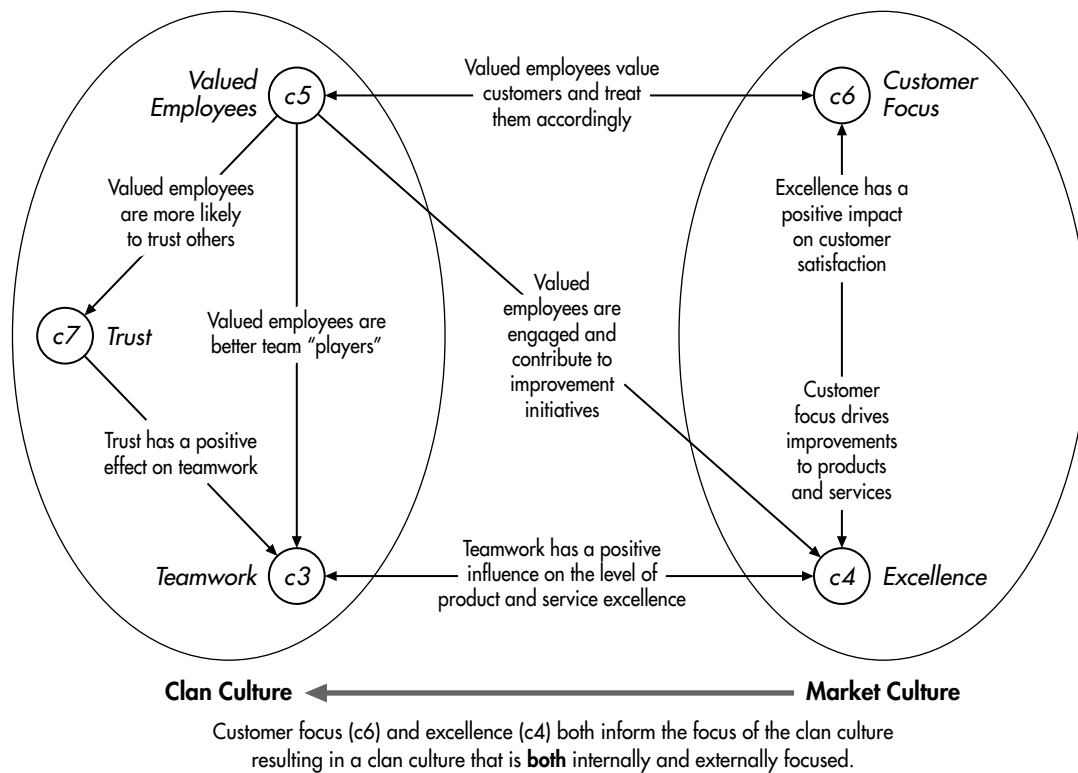 Valued
Employees
c5
Valued employees value
customers and treat
them accordingly
c6
Customer
Focus
Valued employees
are more likely
to trust others
Excellence has a
positive impact
on customer
satisfaction
c7
Trust
Valued employees are
better team “players”
Valued
employees are
engaged and
contribute to
improvement
initiatives
Customer
focus drives
improvements
to products
and services
Trust has a positive
effect on teamwork
Teamwork
c3
Teamwork has a positive
influence on the level of
product and service excellence
c4
Excellence
Clan Culture
Market Culture
Customer focus (c6) and excellence (c4) both inform the focus of the clan culture
resulting in a clan culture that is both internally and externally focused.